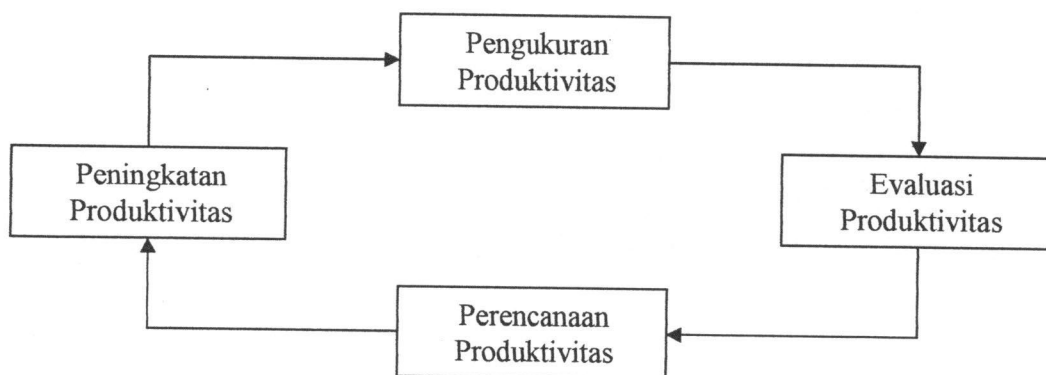 Pengukuran
Produktivitas
Peningkatan
Produktivitas
Evaluasi
Produktivitas
Perencanaan
Produktivitas